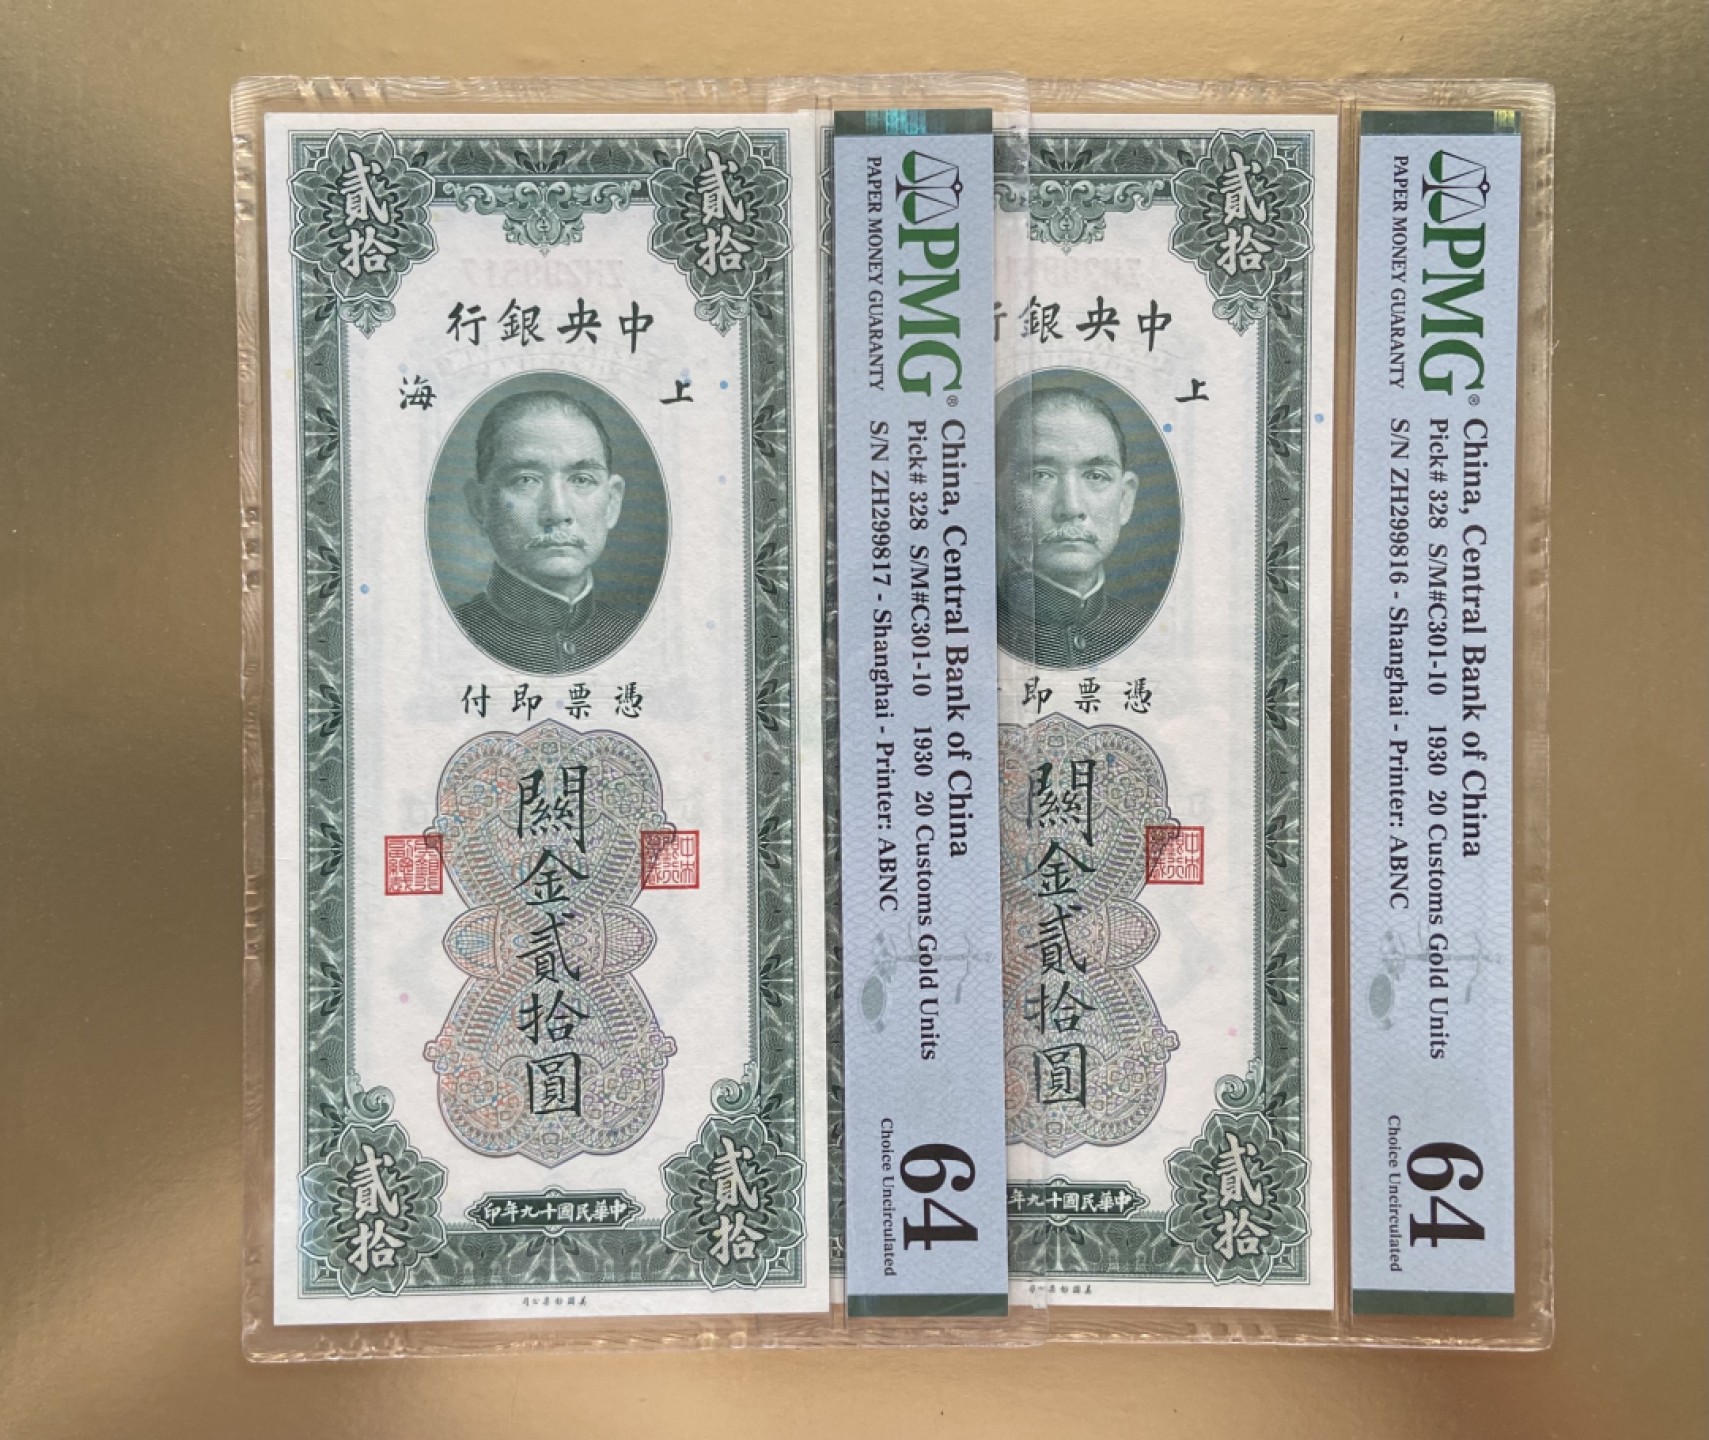 貳拾
貳拾
行銀央中
海
上
付即票憑
關金貳拾圓
貳拾
貳拾
印年九十國民華中
PMG®
PAPER MONEY GUARANTY
China, Central Bank of China
Pick# 328 S/M#C301-10 1930 20 Customs Gold Units
S/N ZH299817 - Shanghai - Printer: ABNC
64
Choice Uncirculated
貳拾
銀央中
上
即票憑
關金貳拾圓
貳拾
年九十國民華中
PMG®
PAPER MONEY GUARANTY
China, Central Bank of China
Pick# 328 S/M#C301-10 1930 20 Customs Gold Units
S/N ZH299816 - Shanghai - Printer: ABNC
64
Choice Uncirculated